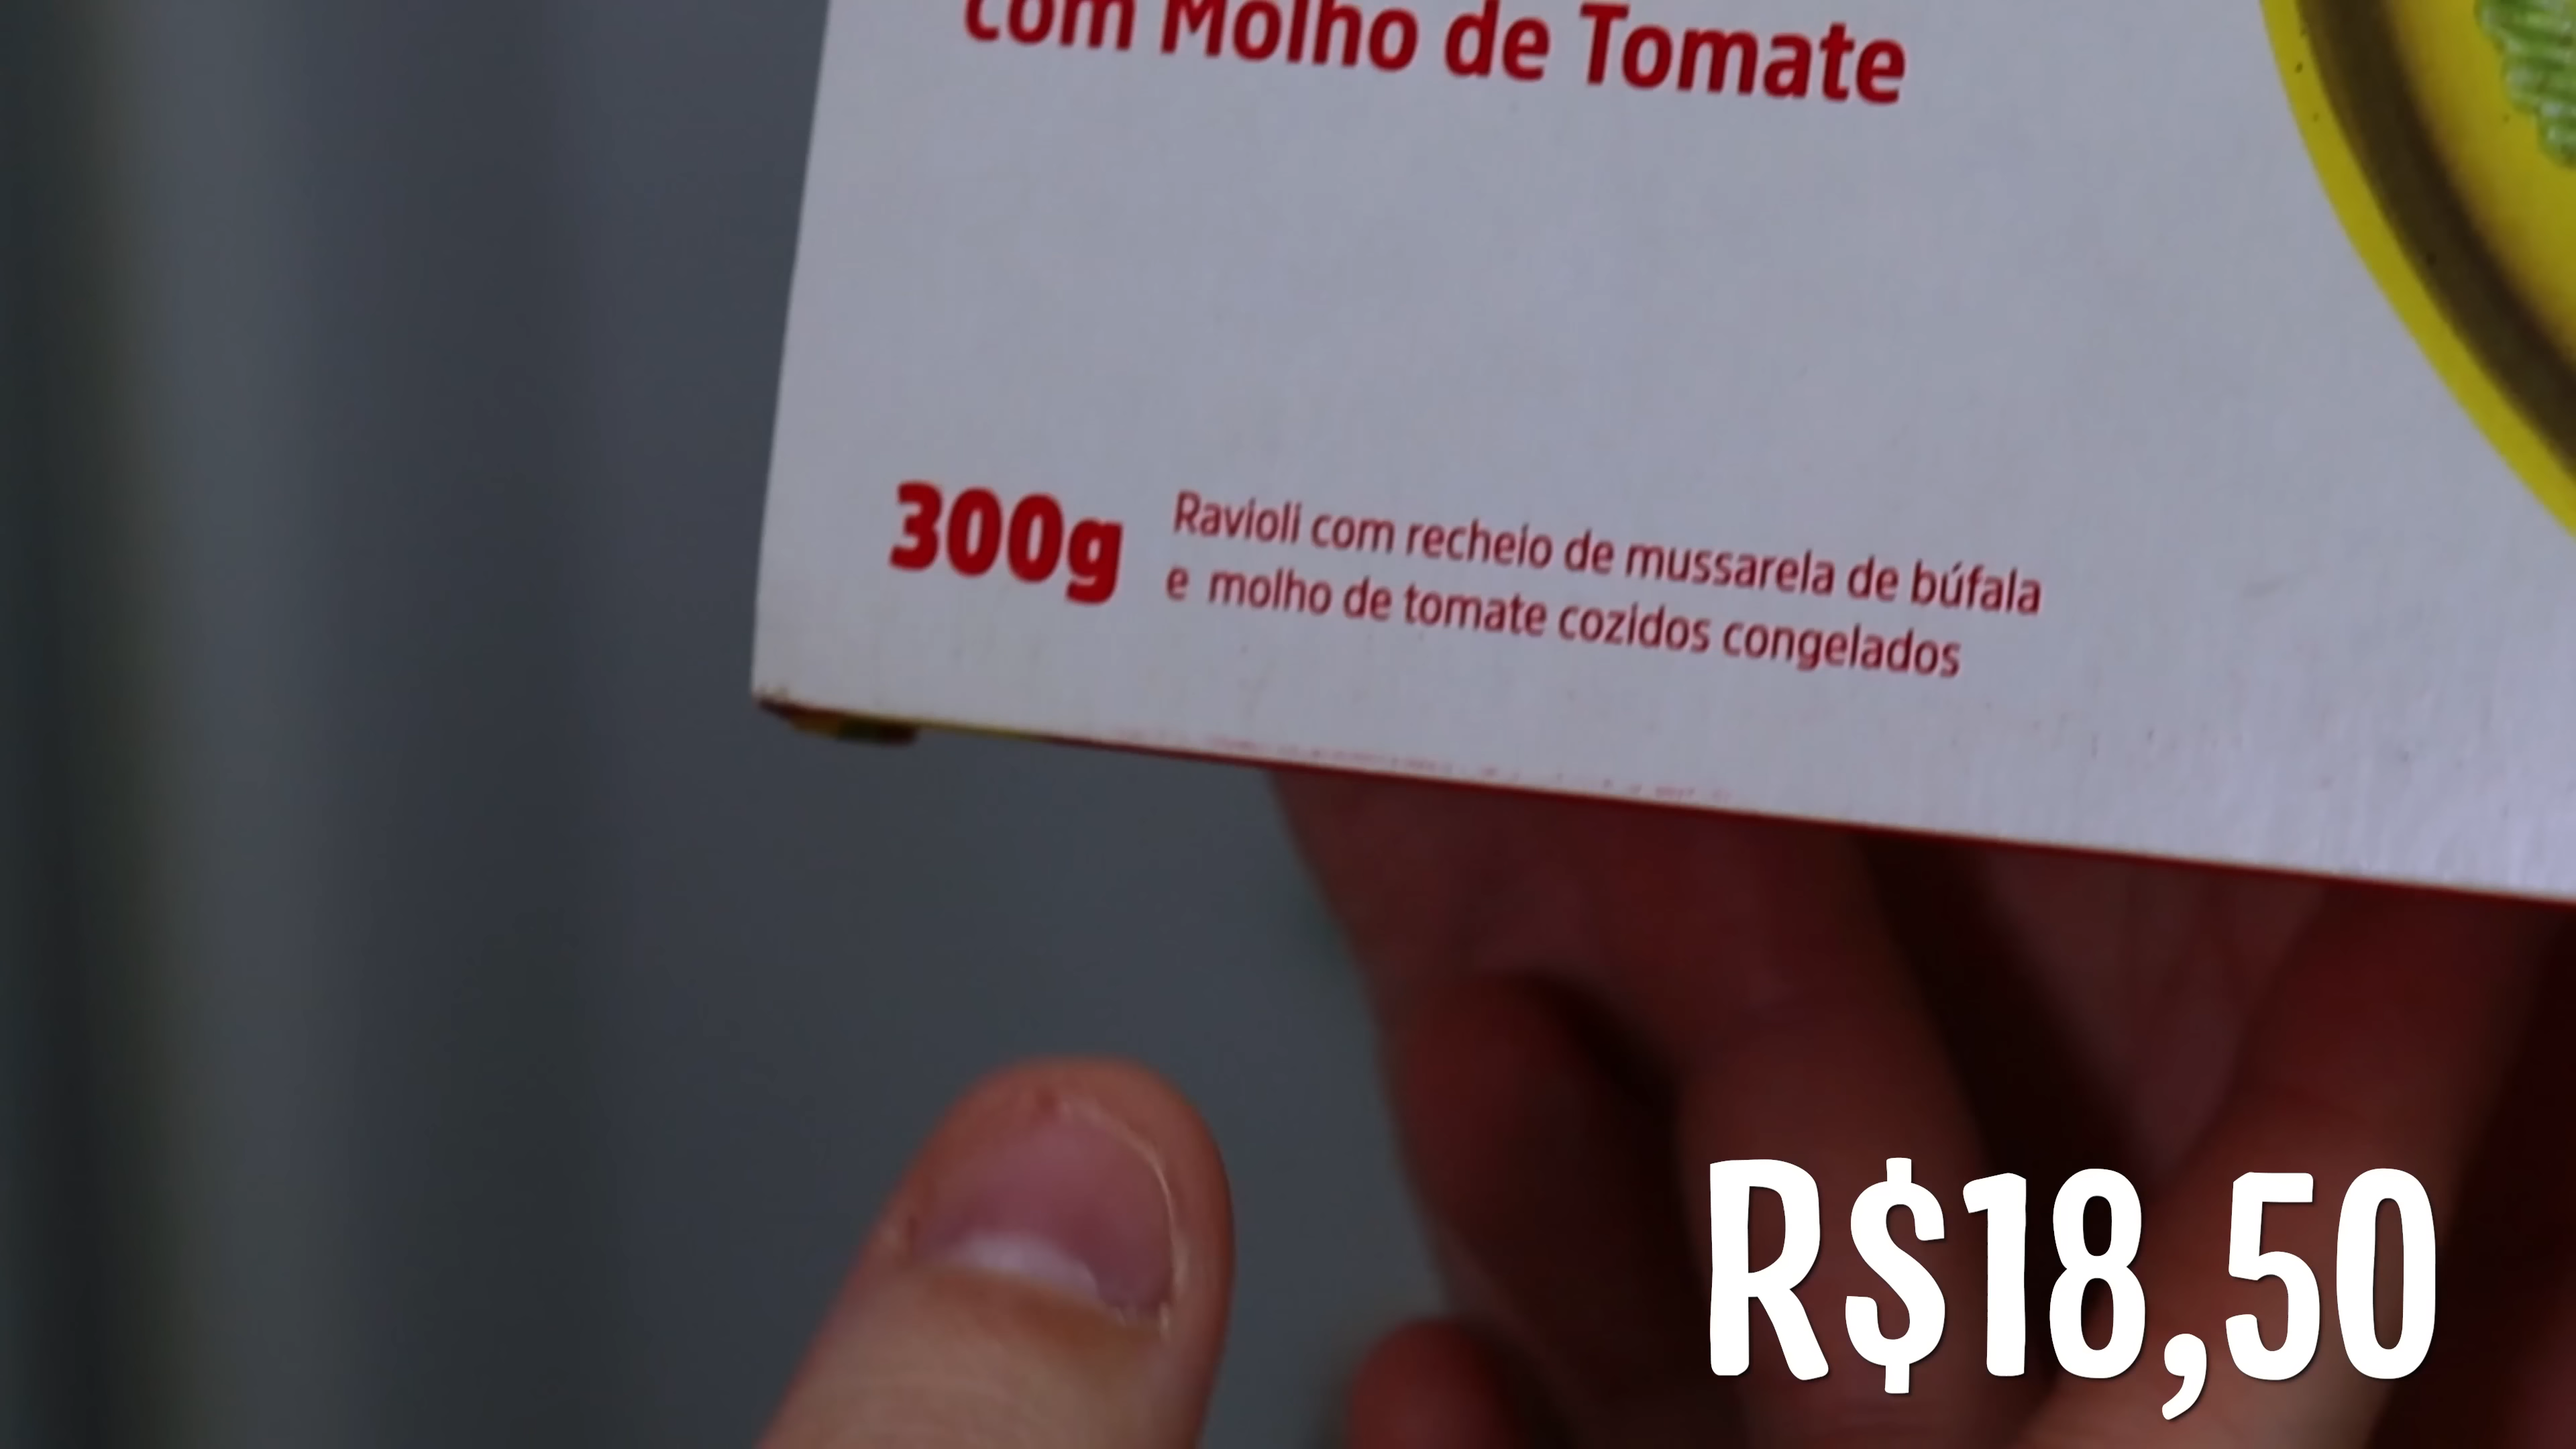 com Molho de Tomate
300g
Ravioli com recheio de mussarela de búfala
e molho de tomate cozidos congelados
R$18,50